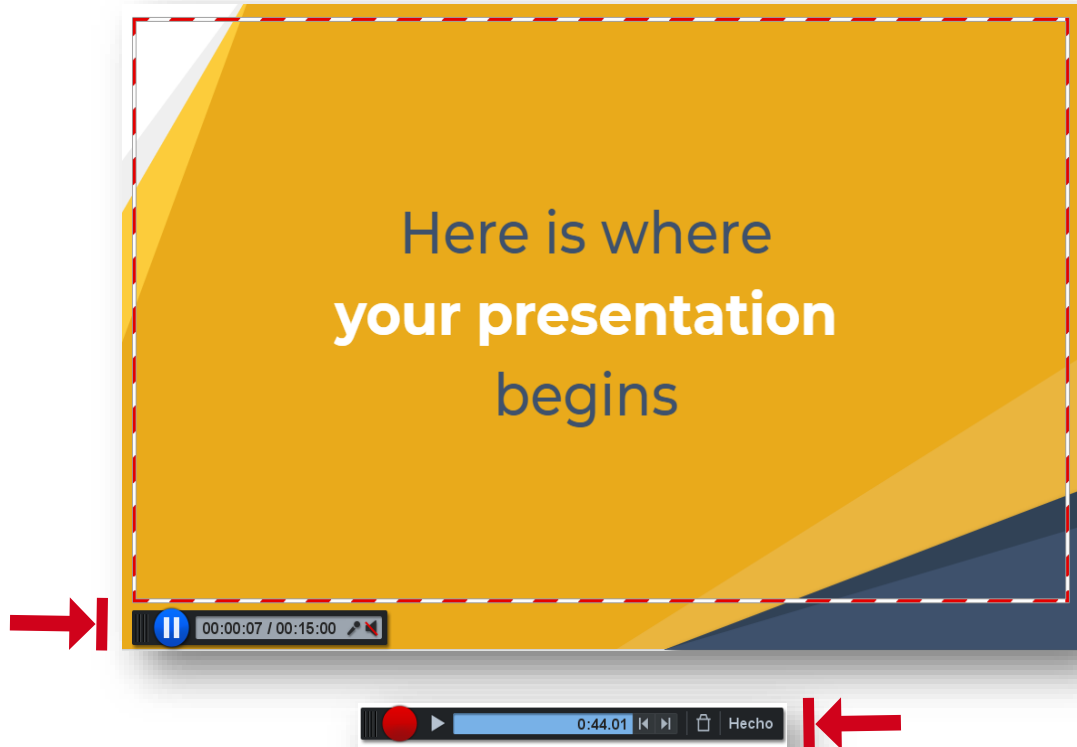 Here is where
your presentation
begins
00:00:07 / 00:15:00
0:44.01 Hecho